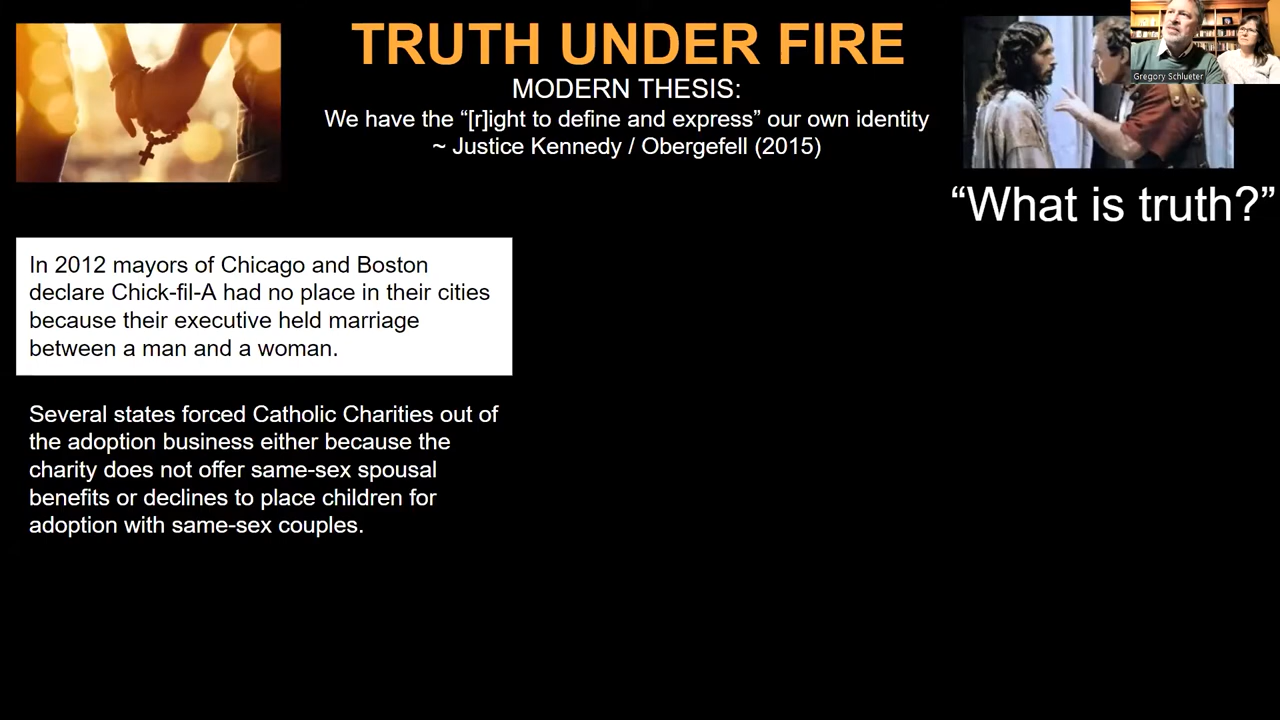 TRUTH UNDER FIRE
MODERN THESIS:
We have the “[r]ight to define and express” our own identity
~ Justice Kennedy / Obergefell (2015)
Gregory Schlueter
“What is truth?”
In 2012 mayors of Chicago and Boston
declare Chick-fil-A had no place in their cities
because their executive held marriage
between a man and a woman.
Several states forced Catholic Charities out of
the adoption business either because the
charity does not offer same-sex spousal
benefits or declines to place children for
adoption with same-sex couples.